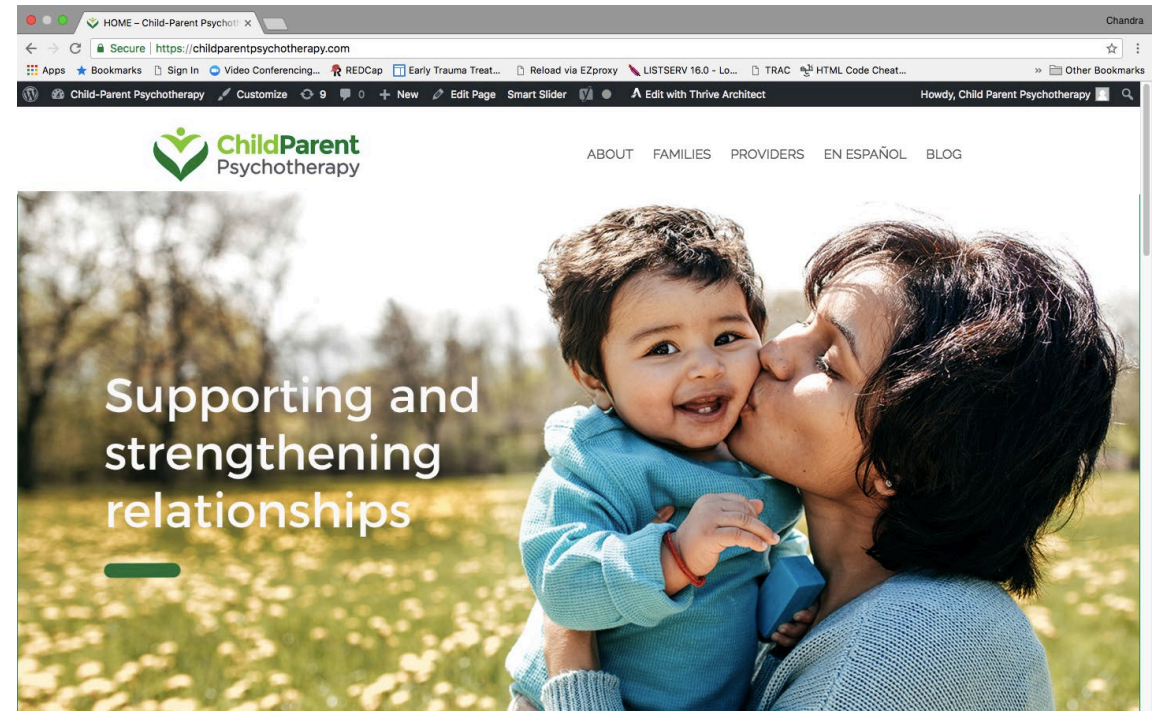 HOME – Child-Parent Psychoth
Chandra
Secure | https://childparentpsychotherapy.com
Apps Bookmarks Sign In Video Conferencing... REDCap Early Trauma Treat... Reload via EZproxy LISTSERV 16.0 - Lo... TRAC HTML Code Cheat... » Other Bookmarks
Child-Parent Psychotherapy Customize 9 0 + New Edit Page Smart Slider Edit with Thrive Architect Howdy, Child Parent Psychotherapy
ChildParent
Psychotherapy
ABOUT FAMILIES PROVIDERS EN ESPAÑOL BLOG
Supporting and
strengthening
relationships